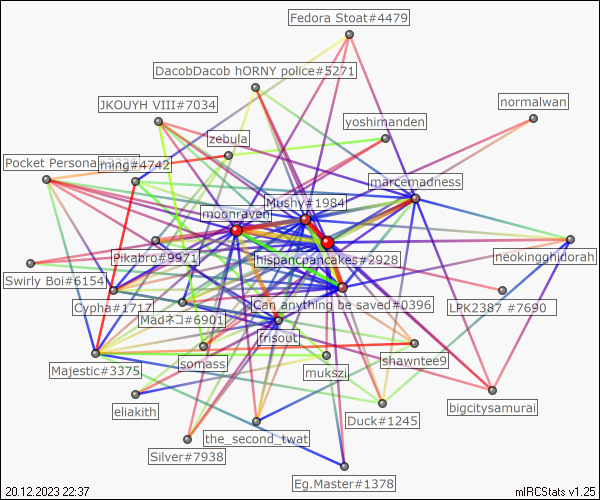 Fedora Stoat#4479
DacobDacob hORNY police#5271
JKOUYH VIII#7034
normalwan
yoshimanden
zebula
Pocket Persona
ming#4742
marcemadness
Mushy#1984
moonraven
Pikabro#9971
hispancpancakes#2928
neokingghidorah
Swirly Boi#6154
Cypha#1717
Madネコ#6901
Can anything be saved#0396
LPK2387 #7690
frisout
Majestic#3375
somass
mukszi
shawntee9
eliakith
bigcitysamurai
Duck#1245
the_second_twat
Silver#7938
Eg.Master#1378
20.12.2023 22:37
mIRCStats v1.25